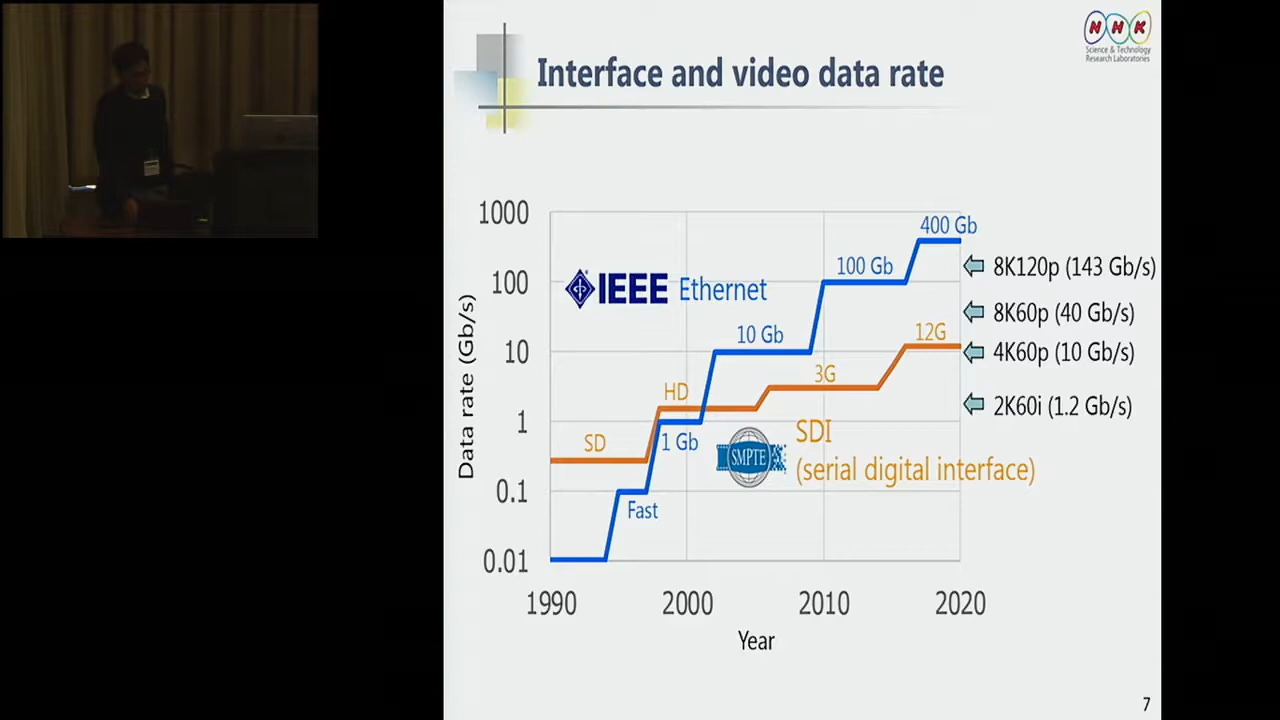 Interface and video data rate
NHK
Science & Technology
Research Laboratories
1000
100
10
1
0.1
0.01
Data rate (Gb/s)
1990
2000
2010
2020
Year
IEEE Ethernet
400 Gb
100 Gb
10 Gb
1 Gb
Fast
12G
3G
HD
SD
SMPTE
SDI
(serial digital interface)
8K120p (143 Gb/s)
8K60p (40 Gb/s)
4K60p (10 Gb/s)
2K60i (1.2 Gb/s)
7